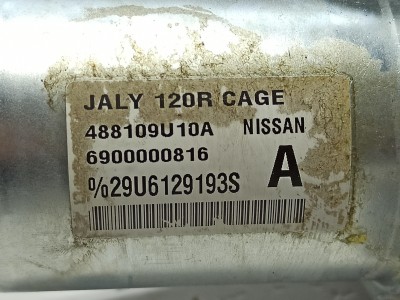 JALY 120R CAGE
488109U10A NISSAN
6900000816
%29U6129193S A